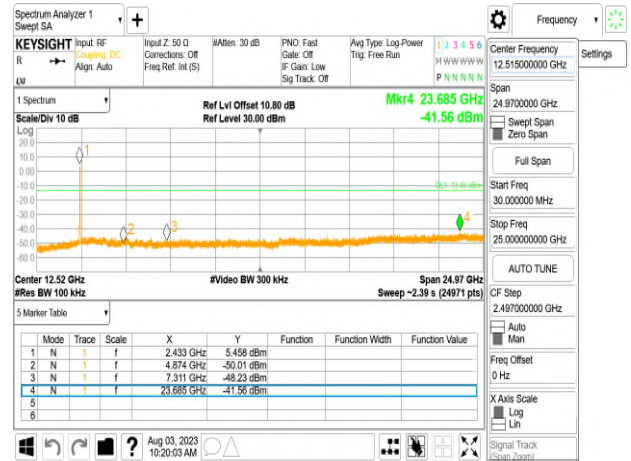 Spectrum Analyzer 1
Swept SA
Frequency
KEYSIGHT
Input: RF
Input Z: 50 Ω
#Atten: 30 dB
PNO: Fast
Avg Type: Log-Power
1 2 3 4 5 6
R
Coupling: DC
Corrections: Off
Gate: Off
Trig: Free Run
M W W W W W
Align: Auto
Freq Ref: Int (S)
IF Gain: Low
P N N N N N
Sig Track: Off
Settings
Center Frequency
12.515000000 GHz
1 Spectrum
Ref Lvl Offset 10.80 dB
Mkr4 23.685 GHz
Scale/Div 10 dB
Ref Level 30.00 dBm
-41.56 dBm
Log
20.0
10.0
0.00
-10.0
-20.0
-30.0
-40.0
-50.0
-60.0
1
2
3
4
Center 12.52 GHz
#Video BW 300 kHz
Span 24.97 GHz
#Res BW 100 kHz
Sweep ~2.39 s (24971 pts)
Span
24.9700000 GHz
Swept Span
Zero Span
Full Span
Start Freq
30.000000 MHz
Stop Freq
25.000000000 GHz
AUTO TUNE
CF Step
2.497000000 GHz
Auto
Man
Freq Offset
0 Hz
X Axis Scale
Log
Lin
Signal Track
(Span Zoom)
5 Marker Table
Mode Trace Scale X Y Function Function Width Function Value
1 N 1 f 2.433 GHz 5.458 dBm
2 N 1 f 4.874 GHz -50.01 dBm
3 N 1 f 7.311 GHz -48.23 dBm
4 N 1 f 23.685 GHz -41.56 dBm
5
6
?
Aug 03, 2023
10:20:03 AM